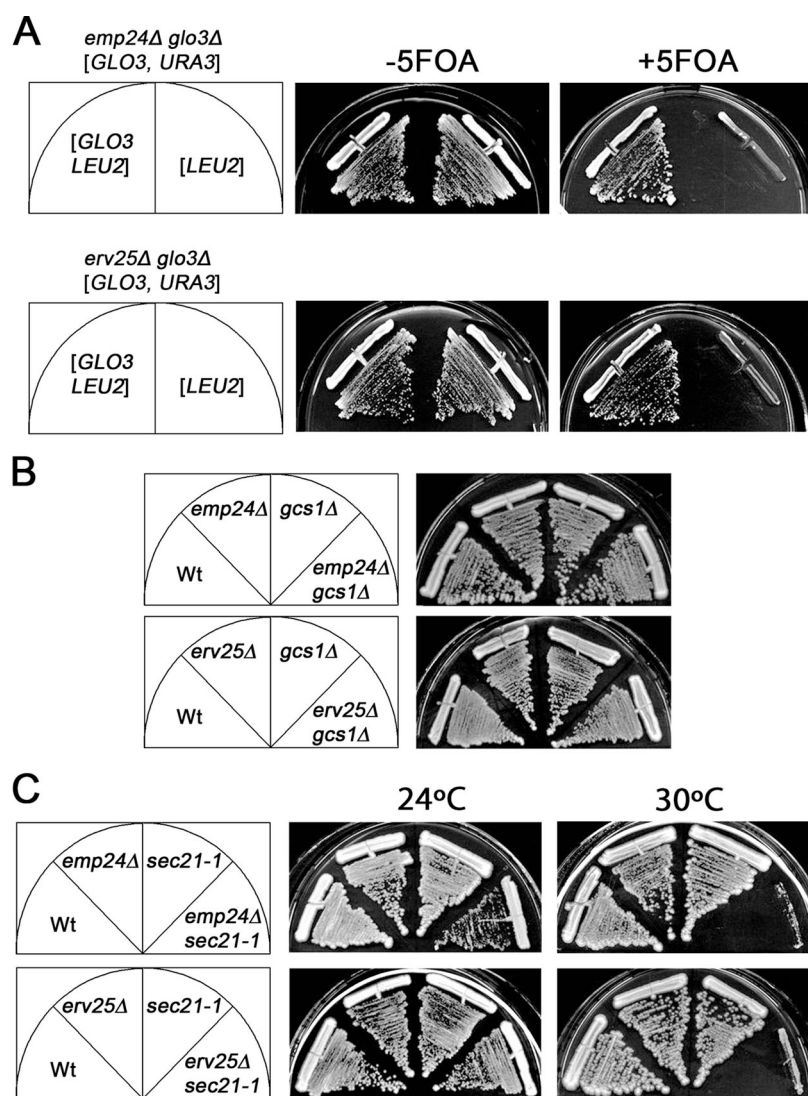 A
emp24Δ glo3Δ
[GLO3, URA3]
-5FOA
+5FOA
[GLO3
LEU2]
[LEU2]
erv25Δ glo3Δ
[GLO3, URA3]
[GLO3
LEU2]
[LEU2]
B
Wt
emp24Δ
gcs1Δ
emp24Δ
gcs1Δ
Wt
erv25Δ
gcs1Δ
erv25Δ
gcs1Δ
C
24ºC
30ºC
Wt
emp24Δ
sec21-1
emp24Δ
sec21-1
Wt
erv25Δ
sec21-1
erv25Δ
sec21-1